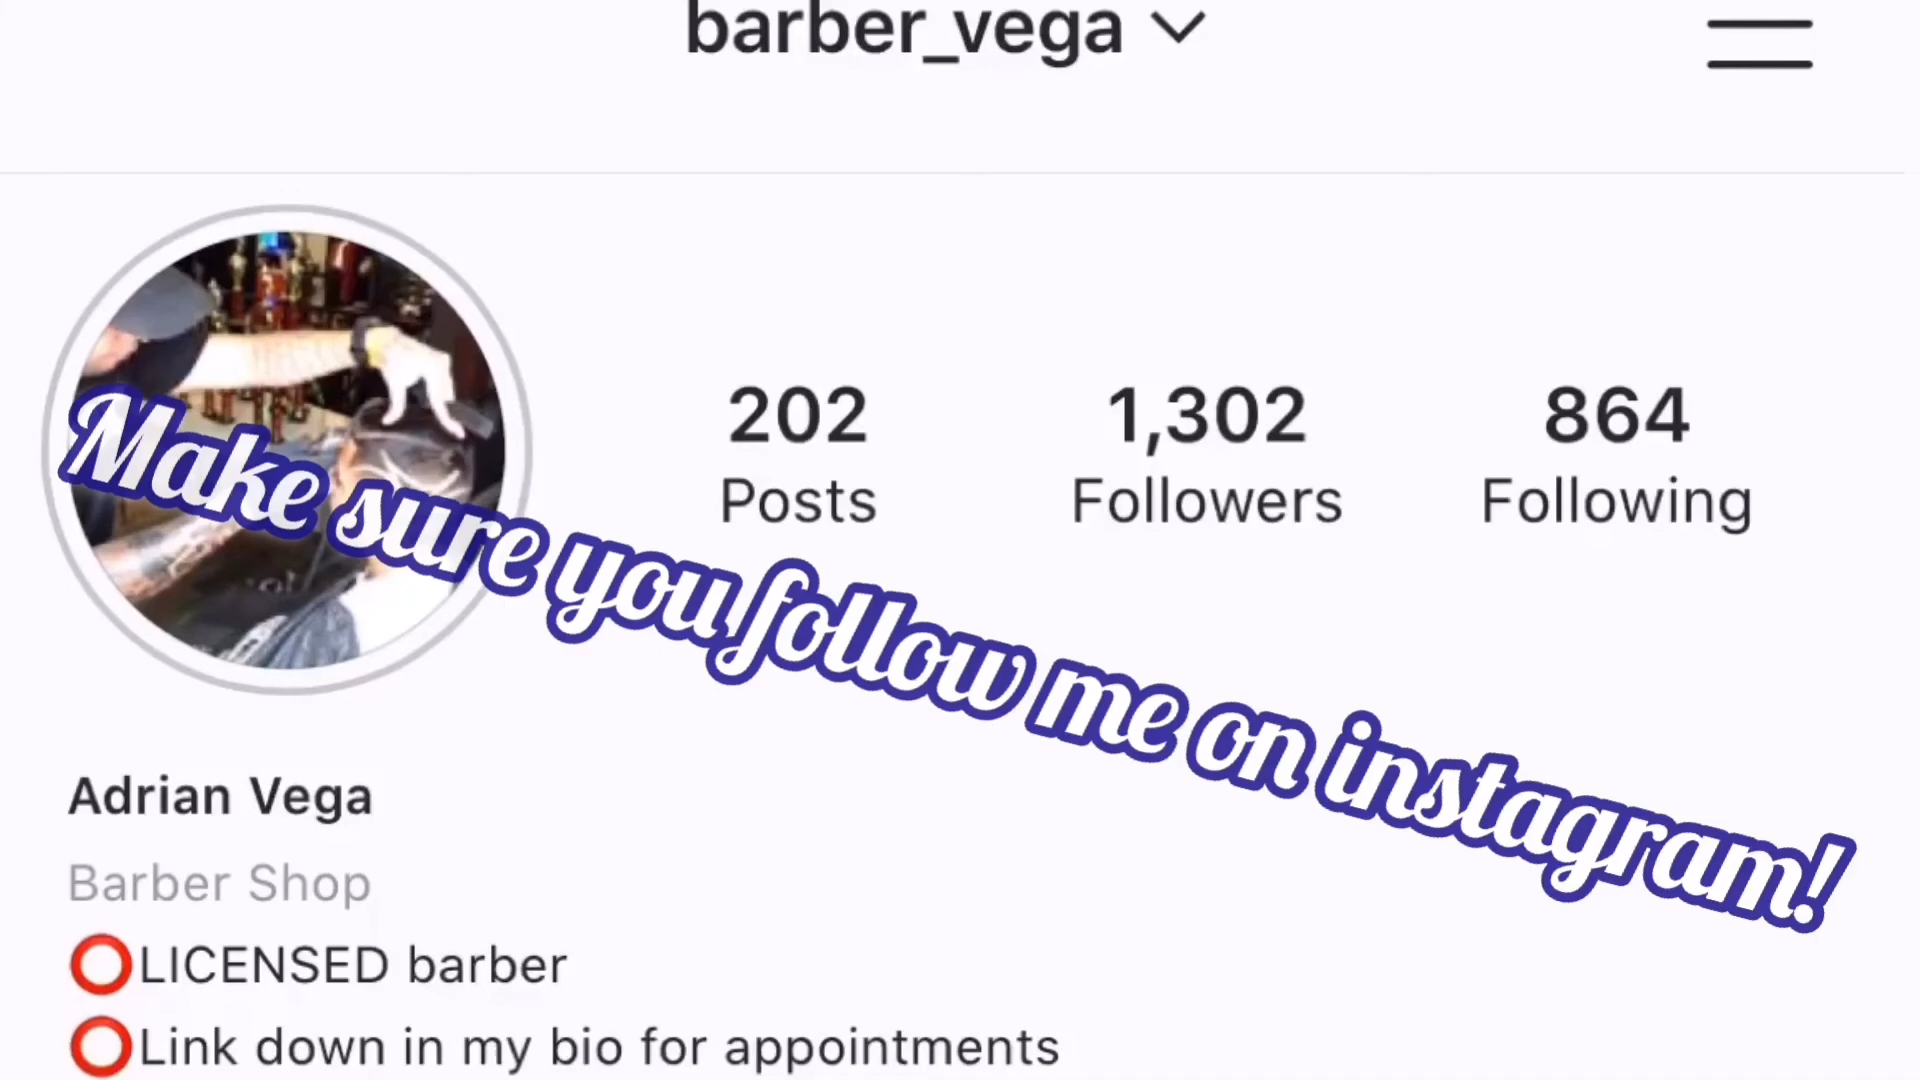 barber_vega
202 1,302 864
Posts Followers Following
Make sure you follow me on instagram!
Adrian Vega
Barber Shop
⭕LICENSED barber
⭕Link down in my bio for appointments